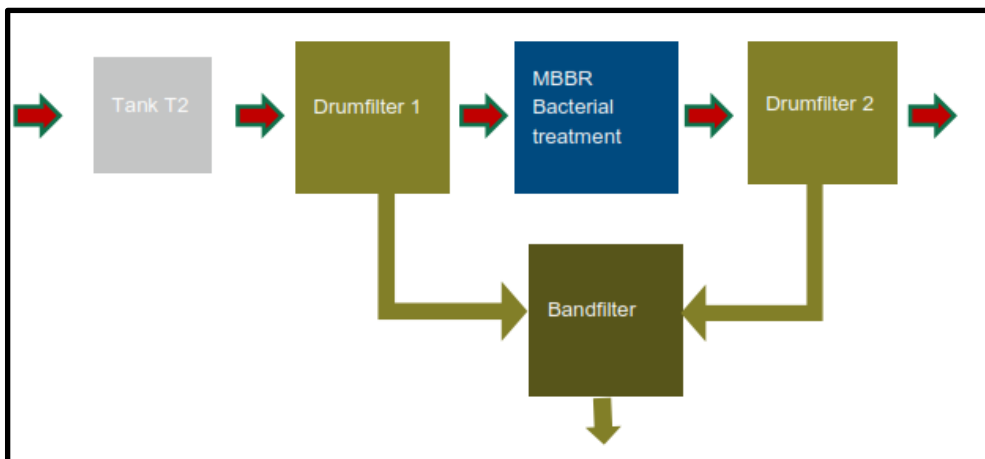 Tank T2
Drumfilter 1
MBBR
Bacterial
treatment
Drumfilter 2
Bandfilter